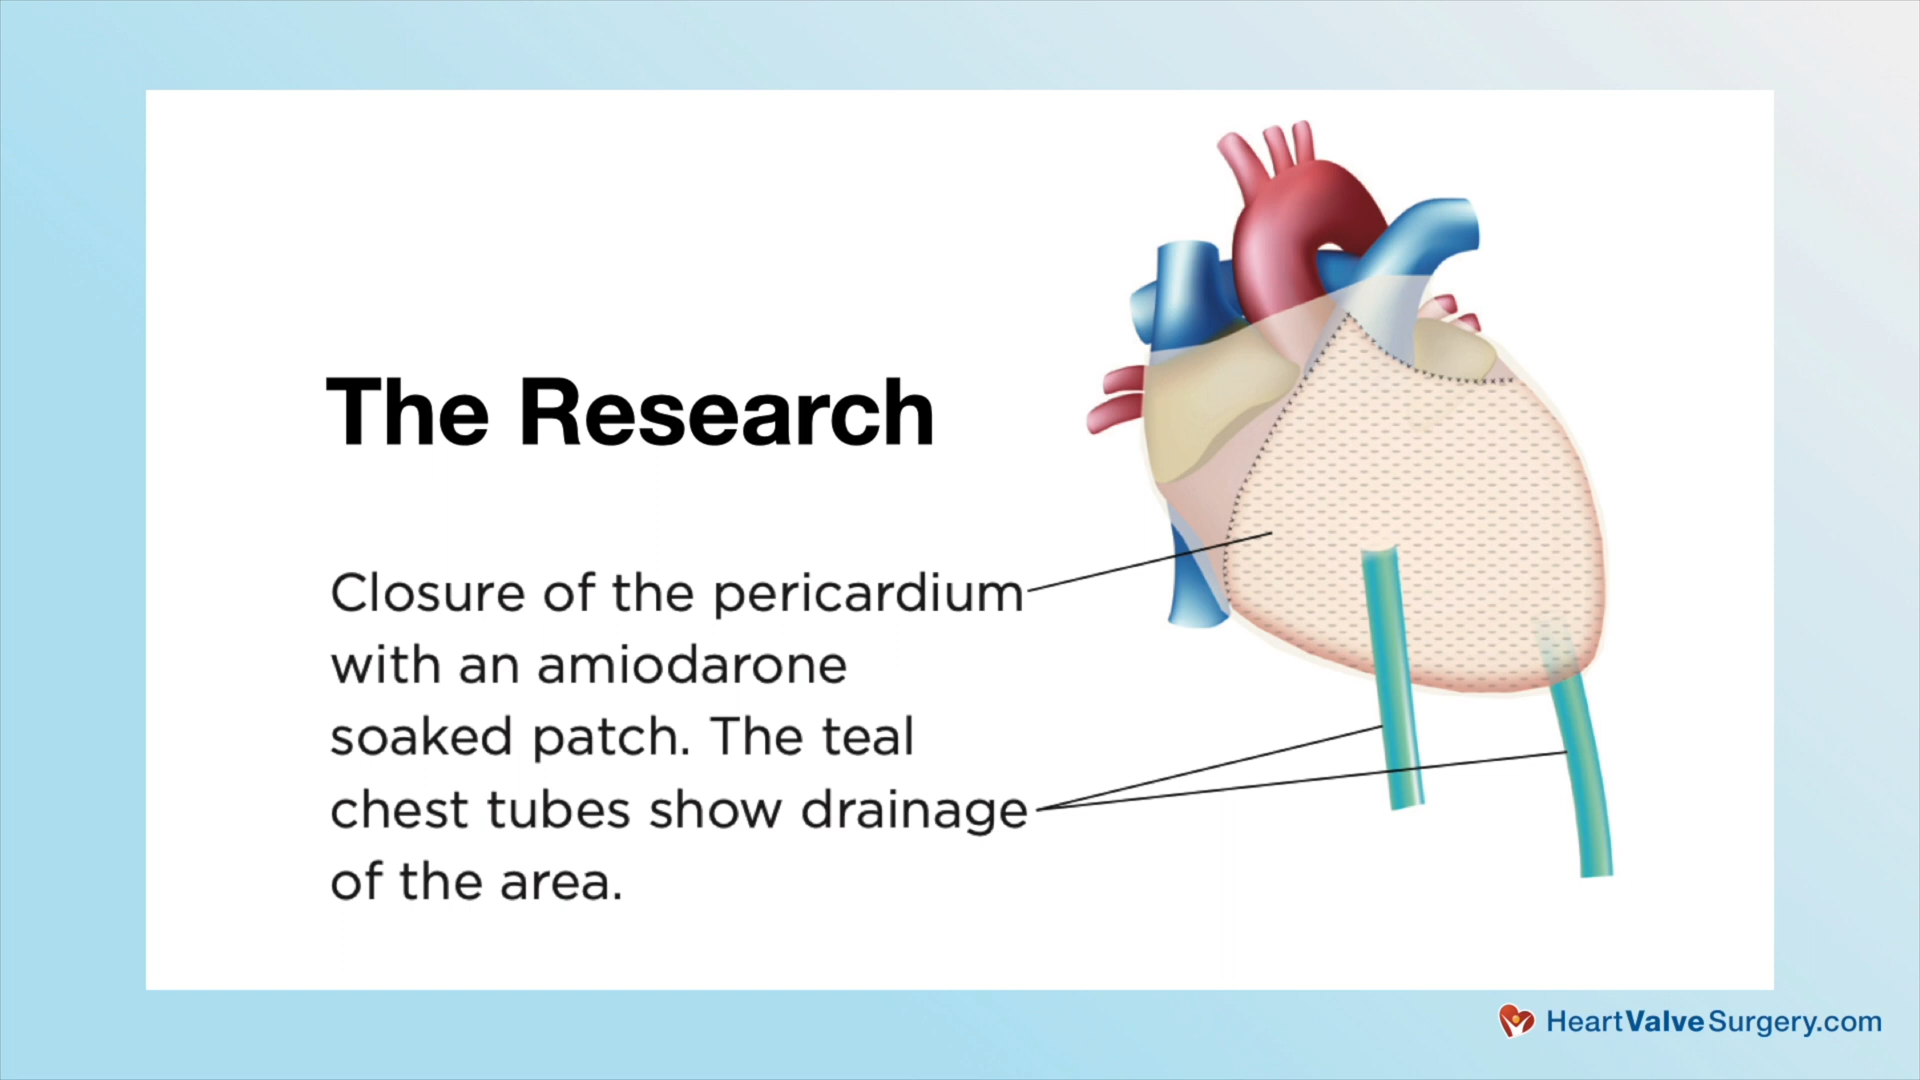 The Research
Closure of the pericardium
with an amiodarone
soaked patch. The teal
chest tubes show drainage
of the area.
HeartValveSurgery.com